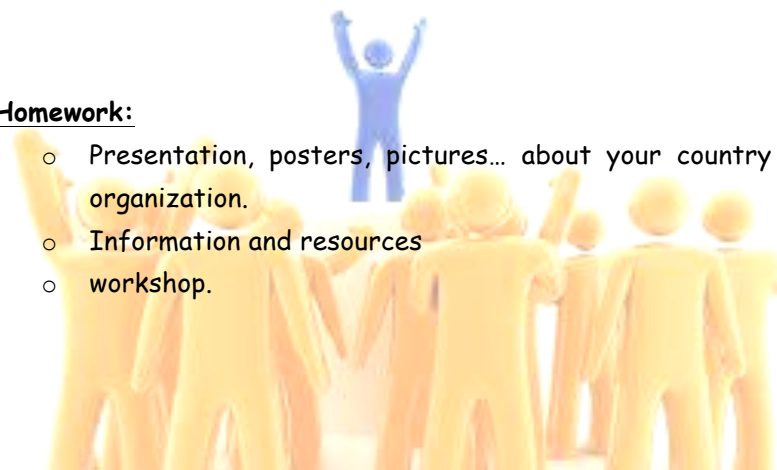 Homework:
o Presentation, posters, pictures… about your country
organization.
o Information and resources
o workshop.